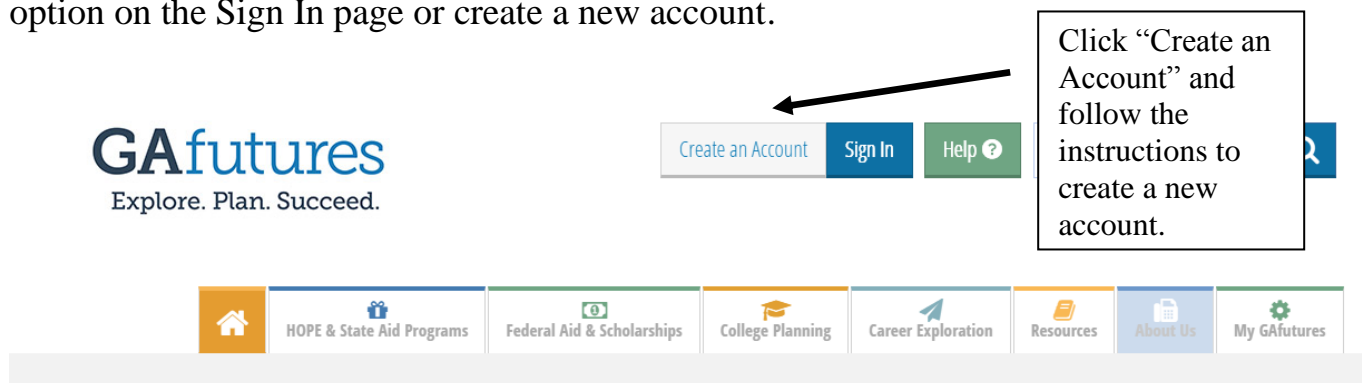 option on the Sign In page or create a new account.
Click “Create an
Account” and
follow the
instructions to
create a new
account.
GAfutures
Explore. Plan. Succeed.
Create an Account
Sign In
Help ?
HOPE & State Aid Programs
Federal Aid & Scholarships
College Planning
Career Exploration
Resources
About Us
My GAfutures